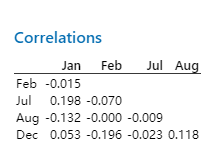 Correlations
Jan Feb Jul Aug
Feb -0.015
Jul 0.198 -0.070
Aug -0.132 -0.000 -0.009
Dec 0.053 -0.196 -0.023 0.118